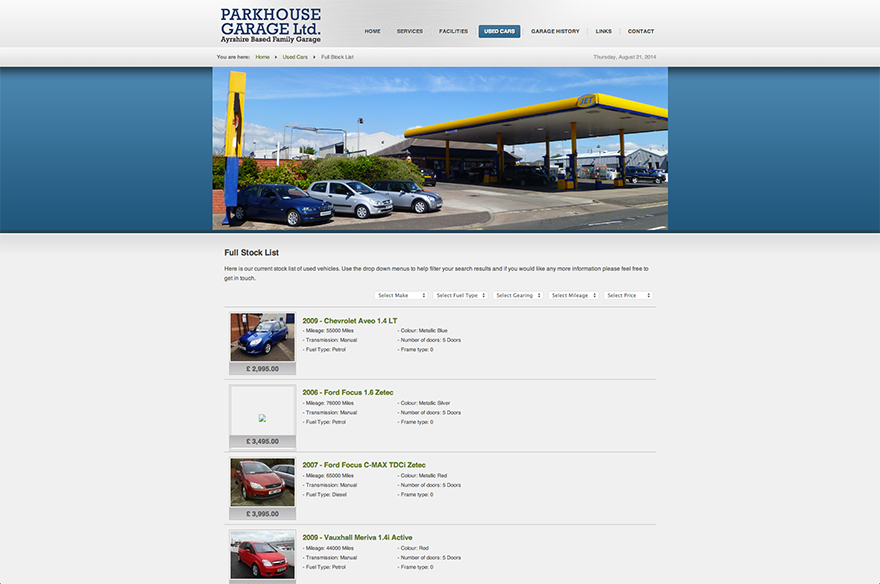 PARKHOUSE
GARAGE Ltd.
Ayrshire Based Family Garage
HOME SERVICES FACILITIES USED CARS GARAGE HISTORY LINKS CONTACT
You are here: Home Used Cars Full Stock List Thursday, August 21, 2014
JET
Full Stock List
Here is our current stock list of used vehicles. Use the drop down menus to help filter your search results and if you would like any more information please feel free to
get in touch.
Select Make Select Fuel Type Select Gearing Select Mileage Select Price
2009 - Chevrolet Aveo 1.4 LT
- Mileage: 55000 Miles - Colour: Metallic Blue
- Transmission: Manual - Number of doors: 5 Doors
- Fuel Type: Petrol - Frame type: 0
£ 2,995.00
2006 - Ford Focus 1.6 Zetec
- Mileage: 76000 Miles - Colour: Metallic Silver
- Transmission: Manual - Number of doors: 5 Doors
- Fuel Type: Petrol - Frame type: 0
£ 3,495.00
2007 - Ford Focus C-MAX TDCi Zetec
- Mileage: 65000 Miles - Colour: Metallic Red
- Transmission: Manual - Number of doors: 5 Doors
- Fuel Type: Diesel - Frame type: 0
£ 3,995.00
2009 - Vauxhall Meriva 1.4i Active
- Mileage: 44000 Miles - Colour: Red
- Transmission: Manual - Number of doors: 5 Doors
- Fuel Type: Petrol - Frame type: 0